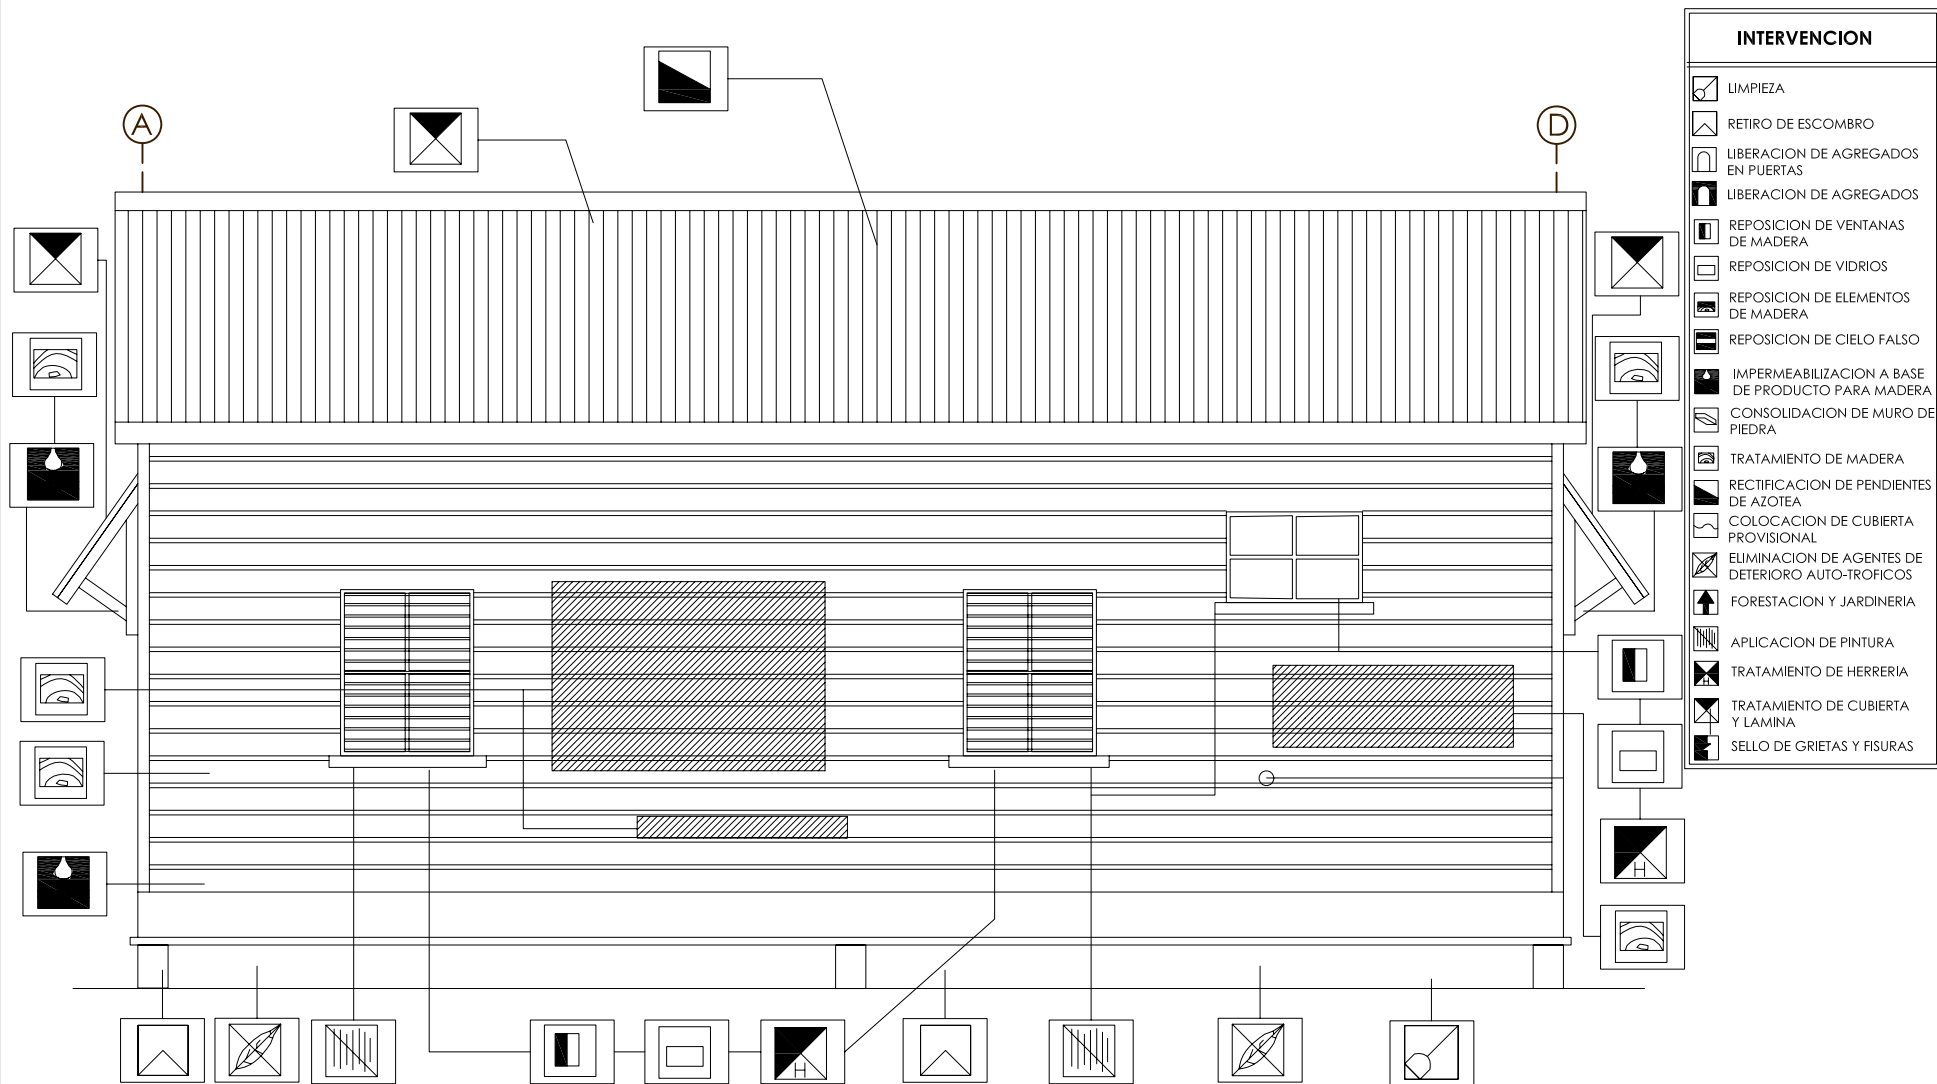 INTERVENCION
A
D
LIMPIEZA
RETIRO DE ESCOMBRO
LIBERACION DE AGREGADOS
EN PUERTAS
LIBERACION DE AGREGADOS
REPOSICION DE VENTANAS
DE MADERA
REPOSICION DE VIDRIOS
REPOSICION DE ELEMENTOS
DE MADERA
REPOSICION DE CIELO FALSO
IMPERMEABILIZACION A BASE
DE PRODUCTO PARA MADERA
CONSOLIDACION DE MURO DE
PIEDRA
TRATAMIENTO DE MADERA
RECTIFICACION DE PENDIENTES
DE AZOTEA
COLOCACION DE CUBIERTA
PROVISIONAL
ELIMINACION DE AGENTES DE
DETERIORO AUTO-TROFICOS
FORESTACION Y JARDINERIA
APLICACION DE PINTURA
H
TRATAMIENTO DE HERRERIA
TRATAMIENTO DE CUBIERTA
Y LAMINA
SELLO DE GRIETAS Y FISURAS
H
H